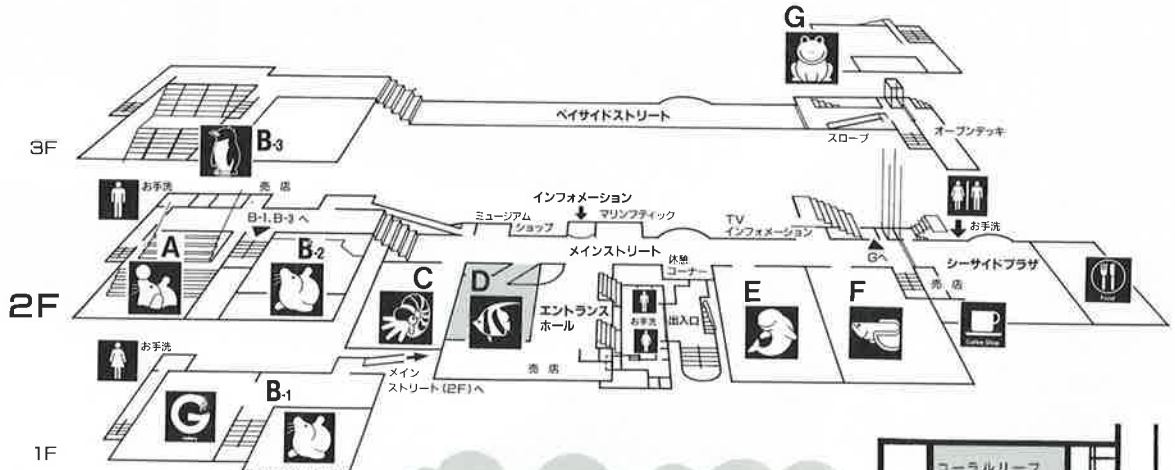 G
ベイサイドストリート
スロープ
オープンデッキ
3F
B-3
お手洗
売店
B-1, B-3 へ
インフォメーション
ミュージアム
ショップ
マリンブティック
TV
インフォメーション
お手洗
メインストリート
Gへ
シーサイドプラザ
休憩
コーナー
売店
A
B-2
C
D
E
F
2F
エントランス
ホール
お手洗
出入口
Food
Coffee Shop
売店
お手洗
メイン
ストリート(2F)へ
G
B-1
1F
コーラルリーフ